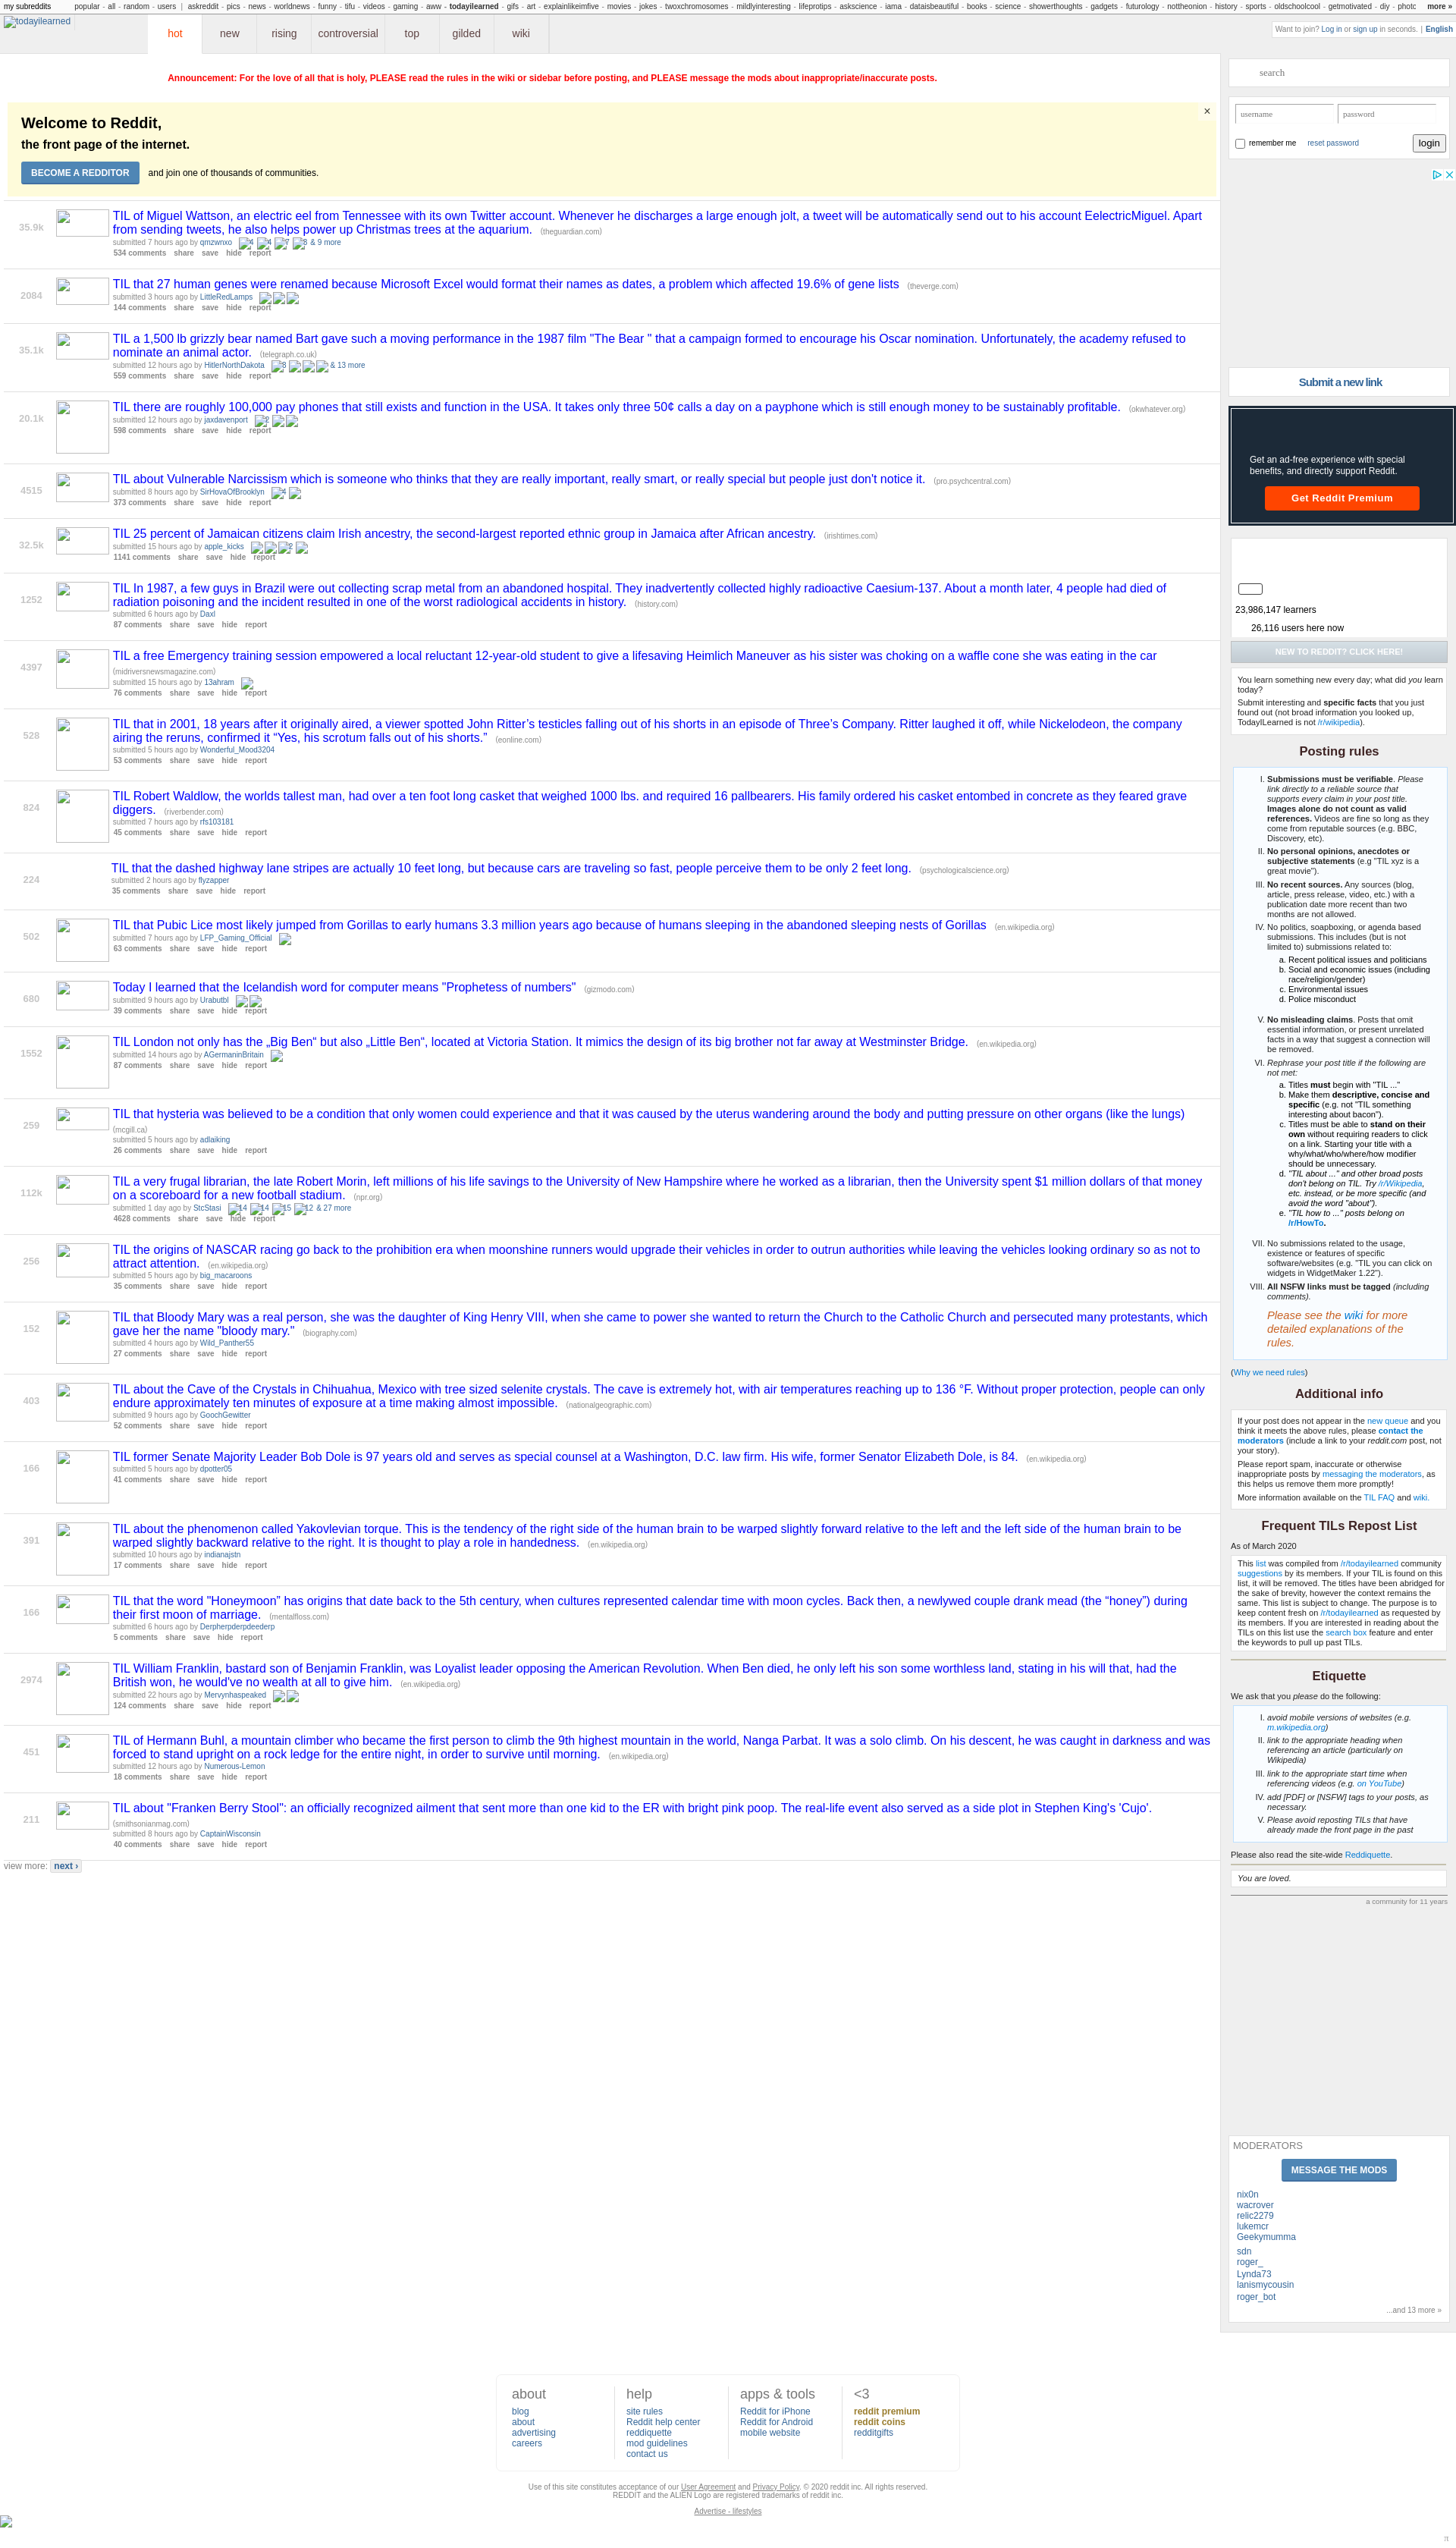 my subreddits popular - all - random - users | askreddit - pics - news - worldnews - funny - tifu - videos - gaming - aww - todayilearned - gifs - art - explainlikeimfive - movies - jokes - twoxchromosomes - mildlyinteresting - lifeprotips - askscience - iama - dataisbeautiful - books - science - showerthoughts - gadgets - futurology - nottheonion - history - sports - oldschoolcool - getmotivated - diy - photc more »
todayilearned hot new rising controversial top gilded wiki
Want to join? Log in or sign up in seconds. | English
Announcement: For the love of all that is holy, PLEASE read the rules in the wiki or sidebar before posting, and PLEASE message the mods about inappropriate/inaccurate posts.
Welcome to Reddit,
the front page of the internet.
BECOME A REDDITOR and join one of thousands of communities.
×
35.9k
TIL of Miguel Wattson, an electric eel from Tennessee with its own Twitter account. Whenever he discharges a large enough jolt, a tweet will be automatically send out to his account EelectricMiguel. Apart
from sending tweets, he also helps power up Christmas trees at the aquarium. (theguardian.com)
submitted 7 hours ago by qmzwnxo 4 4 7 8 & 9 more
534 comments share save hide report
2084
TIL that 27 human genes were renamed because Microsoft Excel would format their names as dates, a problem which affected 19.6% of gene lists (theverge.com)
submitted 3 hours ago by LittleRedLamps
144 comments share save hide report
35.1k
TIL a 1,500 lb grizzly bear named Bart gave such a moving performance in the 1987 film "The Bear " that a campaign formed to encourage his Oscar nomination. Unfortunately, the academy refused to
nominate an animal actor. (telegraph.co.uk)
submitted 12 hours ago by HitlerNorthDakota 8 & 13 more
559 comments share save hide report
20.1k
TIL there are roughly 100,000 pay phones that still exists and function in the USA. It takes only three 50¢ calls a day on a payphone which is still enough money to be sustainably profitable. (okwhatever.org)
submitted 12 hours ago by jaxdavenport 2
598 comments share save hide report
4515
TIL about Vulnerable Narcissism which is someone who thinks that they are really important, really smart, or really special but people just don't notice it. (pro.psychcentral.com)
submitted 8 hours ago by SirHovaOfBrooklyn 4
373 comments share save hide report
32.5k
TIL 25 percent of Jamaican citizens claim Irish ancestry, the second-largest reported ethnic group in Jamaica after African ancestry. (irishtimes.com)
submitted 15 hours ago by apple_kicks 2
1141 comments share save hide report
1252
TIL In 1987, a few guys in Brazil were out collecting scrap metal from an abandoned hospital. They inadvertently collected highly radioactive Caesium-137. About a month later, 4 people had died of
radiation poisoning and the incident resulted in one of the worst radiological accidents in history. (history.com)
submitted 6 hours ago by Daxl
87 comments share save hide report
4397
TIL a free Emergency training session empowered a local reluctant 12-year-old student to give a lifesaving Heimlich Maneuver as his sister was choking on a waffle cone she was eating in the car
(midriversnewsmagazine.com)
submitted 15 hours ago by 13ahram
76 comments share save hide report
528
TIL that in 2001, 18 years after it originally aired, a viewer spotted John Ritter’s testicles falling out of his shorts in an episode of Three’s Company. Ritter laughed it off, while Nickelodeon, the company
airing the reruns, confirmed it “Yes, his scrotum falls out of his shorts.” (eonline.com)
submitted 5 hours ago by Wonderful_Mood3204
53 comments share save hide report
824
TIL Robert Waldlow, the worlds tallest man, had over a ten foot long casket that weighed 1000 lbs. and required 16 pallbearers. His family ordered his casket entombed in concrete as they feared grave
diggers. (riverbender.com)
submitted 7 hours ago by rfs103181
45 comments share save hide report
224
TIL that the dashed highway lane stripes are actually 10 feet long, but because cars are traveling so fast, people perceive them to be only 2 feet long. (psychologicalscience.org)
submitted 2 hours ago by flyzapper
35 comments share save hide report
502
TIL that Pubic Lice most likely jumped from Gorillas to early humans 3.3 million years ago because of humans sleeping in the abandoned sleeping nests of Gorillas (en.wikipedia.org)
submitted 7 hours ago by LFP_Gaming_Official
63 comments share save hide report
680
Today I learned that the Icelandish word for computer means "Prophetess of numbers" (gizmodo.com)
submitted 9 hours ago by Urabutbl
39 comments share save hide report
1552
TIL London not only has the „Big Ben“ but also „Little Ben“, located at Victoria Station. It mimics the design of its big brother not far away at Westminster Bridge. (en.wikipedia.org)
submitted 14 hours ago by AGermaninBritain
87 comments share save hide report
259
TIL that hysteria was believed to be a condition that only women could experience and that it was caused by the uterus wandering around the body and putting pressure on other organs (like the lungs)
(mcgill.ca)
submitted 5 hours ago by adlaiking
26 comments share save hide report
112k
TIL a very frugal librarian, the late Robert Morin, left millions of his life savings to the University of New Hampshire where he worked as a librarian, then the University spent $1 million dollars of that money
on a scoreboard for a new football stadium. (npr.org)
submitted 1 day ago by StcStasi 14 14 15 12 & 27 more
4628 comments share save hide report
256
TIL the origins of NASCAR racing go back to the prohibition era when moonshine runners would upgrade their vehicles in order to outrun authorities while leaving the vehicles looking ordinary so as not to
attract attention. (en.wikipedia.org)
submitted 5 hours ago by big_macaroons
35 comments share save hide report
152
TIL that Bloody Mary was a real person, she was the daughter of King Henry VIII, when she came to power she wanted to return the Church to the Catholic Church and persecuted many protestants, which
gave her the name "bloody mary." (biography.com)
submitted 4 hours ago by Wild_Panther55
27 comments share save hide report
403
TIL about the Cave of the Crystals in Chihuahua, Mexico with tree sized selenite crystals. The cave is extremely hot, with air temperatures reaching up to 136 °F. Without proper protection, people can only
endure approximately ten minutes of exposure at a time making almost impossible. (nationalgeographic.com)
submitted 9 hours ago by GoochGewitter
52 comments share save hide report
166
TIL former Senate Majority Leader Bob Dole is 97 years old and serves as special counsel at a Washington, D.C. law firm. His wife, former Senator Elizabeth Dole, is 84. (en.wikipedia.org)
submitted 5 hours ago by dpotter05
41 comments share save hide report
391
TIL about the phenomenon called Yakovlevian torque. This is the tendency of the right side of the human brain to be warped slightly forward relative to the left and the left side of the human brain to be
warped slightly backward relative to the right. It is thought to play a role in handedness. (en.wikipedia.org)
submitted 10 hours ago by indianajstn
17 comments share save hide report
166
TIL that the word "Honeymoon” has origins that date back to the 5th century, when cultures represented calendar time with moon cycles. Back then, a newlywed couple drank mead (the “honey”) during
their first moon of marriage. (mentalfloss.com)
submitted 6 hours ago by Derpherpderpdeederp
5 comments share save hide report
2974
TIL William Franklin, bastard son of Benjamin Franklin, was Loyalist leader opposing the American Revolution. When Ben died, he only left his son some worthless land, stating in his will that, had the
British won, he would've no wealth at all to give him. (en.wikipedia.org)
submitted 22 hours ago by Mervynhaspeaked
124 comments share save hide report
451
TIL of Hermann Buhl, a mountain climber who became the first person to climb the 9th highest mountain in the world, Nanga Parbat. It was a solo climb. On his descent, he was caught in darkness and was
forced to stand upright on a rock ledge for the entire night, in order to survive until morning. (en.wikipedia.org)
submitted 12 hours ago by Numerous-Lemon
18 comments share save hide report
211
TIL about "Franken Berry Stool": an officially recognized ailment that sent more than one kid to the ER with bright pink poop. The real-life event also served as a side plot in Stephen King's 'Cujo'.
(smithsonianmag.com)
submitted 8 hours ago by CaptainWisconsin
40 comments share save hide report
view more: next ›
search
username password
remember me reset password login
Submit a new link
Get an ad-free experience with special
benefits, and directly support Reddit.
Get Reddit Premium
23,986,147 learners
26,116 users here now
NEW TO REDDIT? CLICK HERE!
You learn something new every day; what did you learn
today?
Submit interesting and specific facts that you just
found out (not broad information you looked up,
TodayILearned is not /r/wikipedia).
Posting rules
I. Submissions must be verifiable. Please
link directly to a reliable source that
supports every claim in your post title.
Images alone do not count as valid
references. Videos are fine so long as they
come from reputable sources (e.g. BBC,
Discovery, etc).
II. No personal opinions, anecdotes or
subjective statements (e.g "TIL xyz is a
great movie").
III. No recent sources. Any sources (blog,
article, press release, video, etc.) with a
publication date more recent than two
months are not allowed.
IV. No politics, soapboxing, or agenda based
submissions. This includes (but is not
limited to) submissions related to:
a. Recent political issues and politicians
b. Social and economic issues (including
race/religion/gender)
c. Environmental issues
d. Police misconduct
V. No misleading claims. Posts that omit
essential information, or present unrelated
facts in a way that suggest a connection will
be removed.
VI. Rephrase your post title if the following are
not met:
a. Titles must begin with "TIL ..."
b. Make them descriptive, concise and
specific (e.g. not "TIL something
interesting about bacon").
c. Titles must be able to stand on their
own without requiring readers to click
on a link. Starting your title with a
why/what/who/where/how modifier
should be unnecessary.
d. "TIL about ..." and other broad posts
don't belong on TIL. Try /r/Wikipedia,
etc. instead, or be more specific (and
avoid the word "about").
e. "TIL how to ..." posts belong on
/r/HowTo.
VII. No submissions related to the usage,
existence or features of specific
software/websites (e.g. "TIL you can click on
widgets in WidgetMaker 1.22").
VIII. All NSFW links must be tagged (including
comments).
Please see the wiki for more
detailed explanations of the
rules.
(Why we need rules)
Additional info
If your post does not appear in the new queue and you
think it meets the above rules, please contact the
moderators (include a link to your reddit.com post, not
your story).
Please report spam, inaccurate or otherwise
inappropriate posts by messaging the moderators, as
this helps us remove them more promptly!
More information available on the TIL FAQ and wiki.
Frequent TILs Repost List
As of March 2020
This list was compiled from /r/todayilearned community
suggestions by its members. If your TIL is found on this
list, it will be removed. The titles have been abridged for
the sake of brevity, however the context remains the
same. This list is subject to change. The purpose is to
keep content fresh on /r/todayilearned as requested by
its members. If you are interested in reading about the
TILs on this list use the search box feature and enter
the keywords to pull up past TILs.
Etiquette
We ask that you please do the following:
I. avoid mobile versions of websites (e.g.
m.wikipedia.org)
II. link to the appropriate heading when
referencing an article (particularly on
Wikipedia)
III. link to the appropriate start time when
referencing videos (e.g. on YouTube)
IV. add [PDF] or [NSFW] tags to your posts, as
necessary.
V. Please avoid reposting TILs that have
already made the front page in the past
Please also read the site-wide Reddiquette.
You are loved.
a community for 11 years
MODERATORS
MESSAGE THE MODS
nix0n
wacrover
relic2279
lukemcr
Geekymumma
sdn
roger_
Lynda73
lanismycousin
roger_bot
...and 13 more »
about
blog
about
advertising
careers
help
site rules
Reddit help center
reddiquette
mod guidelines
contact us
apps & tools
Reddit for iPhone
Reddit for Android
mobile website
<3
reddit premium
reddit coins
redditgifts
Use of this site constitutes acceptance of our User Agreement and Privacy Policy. © 2020 reddit inc. All rights reserved.
REDDIT and the ALIEN Logo are registered trademarks of reddit inc.
Advertise - lifestyles
π